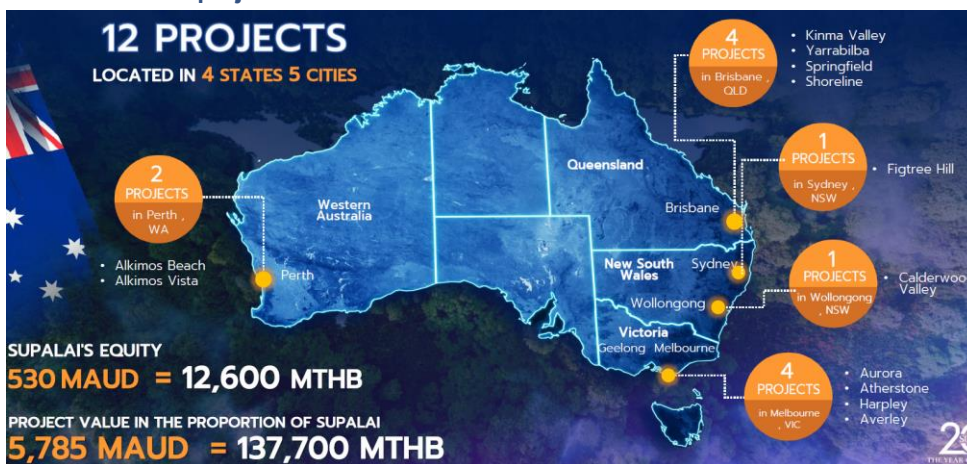 12 PROJECTS
LOCATED IN 4 STATES 5 CITIES
4
PROJECTS
in Brisbane ,
QLD
• Kinma Valley
• Yarrabilba
• Springfield
• Shoreline
1
PROJECTS
in Sydney ,
NSW
• Figtree Hill
2
PROJECTS
in Perth ,
WA
• Alkimos Beach
• Alkimos Vista
Western
Australia
Perth
Queensland
Brisbane
New South
Wales
Sydney
Wollongong
Victoria
Geelong Melbourne
1
PROJECTS
in Wollongong
, NSW
• Calderwoo
Valley
4
PROJECTS
in Melbourne
, VIC
• Aurora
• Atherstone
• Harpley
• Averley
SUPALAI'S EQUITY
530 MAUD = 12,600 MTHB
PROJECT VALUE IN THE PROPORTION OF SUPALAI
5,785 MAUD = 137,700 MTHB
THE YEAR